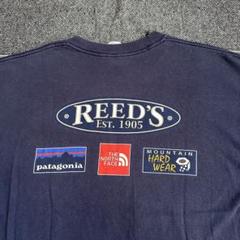 REED'S
EST. 1905
patagonia
THE
NORTH
FACE
MOUNTAIN
HARD
WEAR